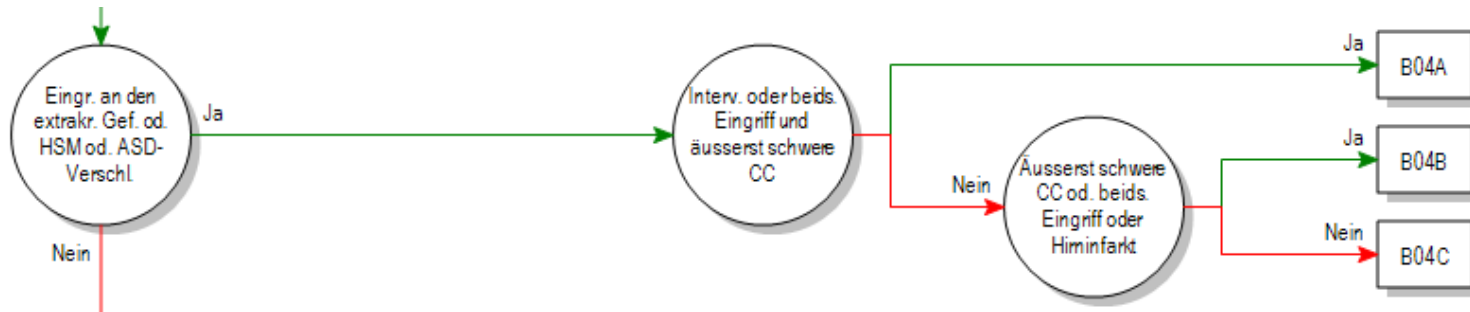 Eingr. an den
extrakr. Gef. od.
HSM od. ASD-
Verschl.
Ja
Nein
Interv. oder beids.
Eingriff und
äusserst schwere
CC
Ja
B04A
Nein
Äusserst schwere
CC od. beids.
Eingriff oder
Hirninfarkt
Ja
B04B
Nein
B04C